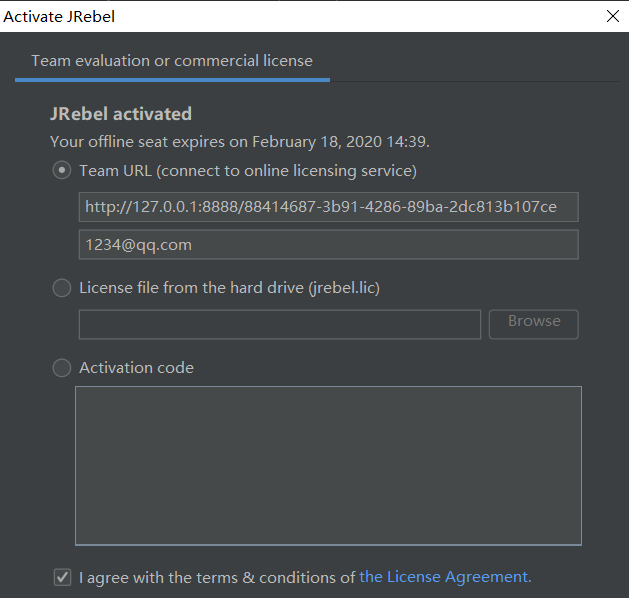 Activate JRebel
Team evaluation or commercial license
JRebel activated
Your offline seat expires on February 18, 2020 14:39.
Team URL (connect to online licensing service)
http://127.0.0.1:8888/88414687-3b91-4286-89ba-2dc813b107ce
1234@qq.com
License file from the hard drive (jrebel.lic)
Browse
Activation code
I agree with the terms & conditions of the License Agreement.